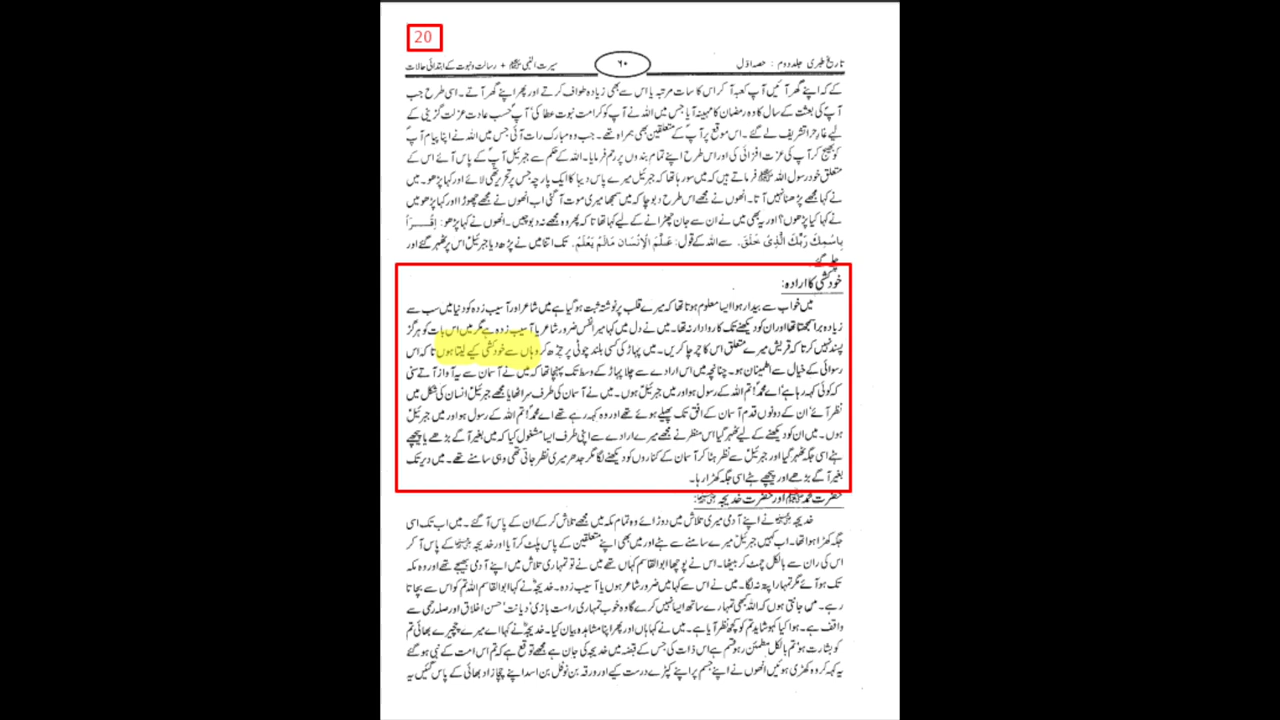 20
تاریخ طبری جلد دوم : حصہ اوّل
۶۰
سیرت النبی ﷺ + رسالت و نبوت کے ابتدائی حالات
کے کہ اپنے گھر آئیں آپ کعبہ آ کر اس کا سات مرتبہ یا اس سے بھی زیادہ طواف کرتے اور پھر اپنے گھر آتے ۔ اسی طرح جب
آپؐ کی بعثت کے سال کا وہ رمضان کا مہینہ آیا جس میں اللہ نے آپ کو کرامت نبوت عطا کی‘ آپؐ حسب عادت عزلت گزینی کے
لیے غار حرا تشریف لے گئے ۔ اس موقع پر آپؐ کے متعلقین بھی ہمراہ تھے ۔ جب وہ مبارک رات آئی جس میں اللہ نے اپنا پیام آپؐ
کو بھیج کر آپ کی عزت افزائی کی اور اس طرح اپنے تمام بندوں پر رحم فرمایا۔ اللہ کے حکم سے جبرئیل آپؐ کے پاس آئے اس کے
متعلق خود رسول اللہ ﷺ فرماتے ہیں کہ میں سو رہا تھا کہ جبرئیل میرے پاس دیبا کا ایک پارچہ جس پر تحریر تھی لائے اور کہا پڑھو۔ میں
نے کہا مجھے پڑھنا نہیں آتا۔ انھوں نے مجھے اس طرح دبوچا کہ میں سمجھا میری موت آ گئی اب انھوں نے مجھے چھوڑا اور کہا پڑھو میں
نے کہا کیا پڑھوں؟ اور یہ بھی میں نے ان سے جان چھڑانے کے لیے کہا تھا تا کہ پھر وہ مجھے نہ دبوچیں۔ انھوں نے کہا پڑھو: اِقْــرَأْ
بِاسْمِكَ رَبِّكَ الَّذِیْ خَلَقَ. سے اللہ کے قول: عَلَّمَ الْاِنْسَانَ مَالَمْ یَعْلَمْ. تک اتنا میں نے پڑھ دیا جبرئیلؑ اس پر ٹھہر گئے اور
چلے گئے۔
خودکشی کا ارادہ:
میں خواب سے بیدار ہوا ایسا معلوم ہوتا تھا کہ میرے قلب پر نوشتہ ثبت ہو گیا ہے میں شاعر اور آسیب زدہ کو دنیا میں سب سے
زیادہ برا سمجھتا تھا اور ان کو دیکھنے تک کا روادار نہ تھا۔ میں نے دل میں کہا میرا نفس ضرور شاعر یا آسیب زدہ ہے مگر میں اس بات کو ہرگز
پسند نہیں کرتا کہ قریش میرے متعلق اس کا چرچا کریں۔ میں پہاڑ کی کسی بلند چوٹی پر چڑھ کر وہاں سے خودکشی کیے لیتا ہوں تا کہ اس
رسوائی کے خیال سے اطمینان ہو۔ چنانچہ میں اس ارادے سے چلا پہاڑ کے وسط تک پہنچا تھا کہ میں نے آسمان سے یہ آواز آتے سنی
کہ کوئی کہہ رہا ہے‘ اے محمدؐ! تم اللہ کے رسول ہو اور میں جبرئیلؑ ہوں۔ میں نے آسمان کی طرف سر اٹھایا مجھے جبرئیلؑ انسان کی شکل میں
نظر آئے‘ ان کے دونوں قدم آسمان کے افق تک پھیلے ہوئے تھے اور وہ کہہ رہے تھے اے محمدؐ! تم اللہ کے رسول ہو اور میں جبرئیلؑ
ہوں۔ میں ان کو دیکھنے کے لیے ٹھہر گیا اس منظر نے مجھے میرے ارادے سے اپنی طرف ایسا مشغول کیا کہ میں بغیر آگے بڑھے یا پیچھے
ہٹے اسی جگہ ٹھہر گیا اور جبرئیلؑ سے نظر ہٹا کر آسمان کے کناروں کو دیکھنے لگا مگر جدھر میری نظر جاتی تھی وہی سامنے تھے۔ میں دیر تک
بغیر آگے بڑھے اور پیچھے ہٹے اسی جگہ کھڑا رہا۔
حضرت محمد ﷺ اور حضرت خدیجہ رضی اللہ عنہا:
خدیجہ رضی اللہ عنہا نے اپنے آدمی میری تلاش میں دوڑائے وہ تمام مکہ میں مجھے تلاش کر کے ان کے پاس آ گئے ۔ میں اب تک اسی
جگہ کھڑا ہوا تھا۔ اب کہیں جبرئیلؑ میرے سامنے سے ہٹے اور میں بھی اپنے متعلقین کے پاس پلٹ کر آیا اور خدیجہ رضی اللہ عنہا کے پاس آ کر
اس کی ران سے بالکل چمٹ کر بیٹھا۔ اس نے پوچھا ابوالقاسم کہاں تھے میں نے تو تمہاری تلاش میں اپنے آدمی بھیجے تھے اور وہ مکہ
تک ہو آئے مگر تمہارا پتہ نہ لگا۔ میں نے اس سے کہا میں ضرور شاعر ہوں یا آسیب زدہ۔ خدیجہؓ نے کہا ابوالقاسم اللہ تم کو اس سے بچاتا
رہے۔ میں جانتی ہوں کہ اللہ کبھی تمہارے ساتھ ایسا نہیں کرے گا وہ خوب تمہاری راست بازی‘ دیانت‘ حسن اخلاق اور صلہ رحمی سے
واقف ہے۔ ہوا کیا کہو شاید تم کو کچھ نظر آیا ہے۔ میں نے کہا ہاں اور پھر اپنا مشاہدہ بیان کیا۔ خدیجہؓ نے کہا اے میرے چچیرے بھائی تم
کو بشارت ہو تم بالکل مطمئن رہو قسم ہے اس ذات کی جس کے قبضہ میں خدیجہ کی جان ہے مجھے توقع ہے کہ تم اس امت کے نبی ہو گئے
یہ کہہ کر وہ کھڑی ہوئیں انھوں نے اپنے جسم پر اپنے کپڑے درست کیے اور ورقہ بن نوفل بن اسد اپنے چچا زاد بھائی کے پاس گئیں یہ